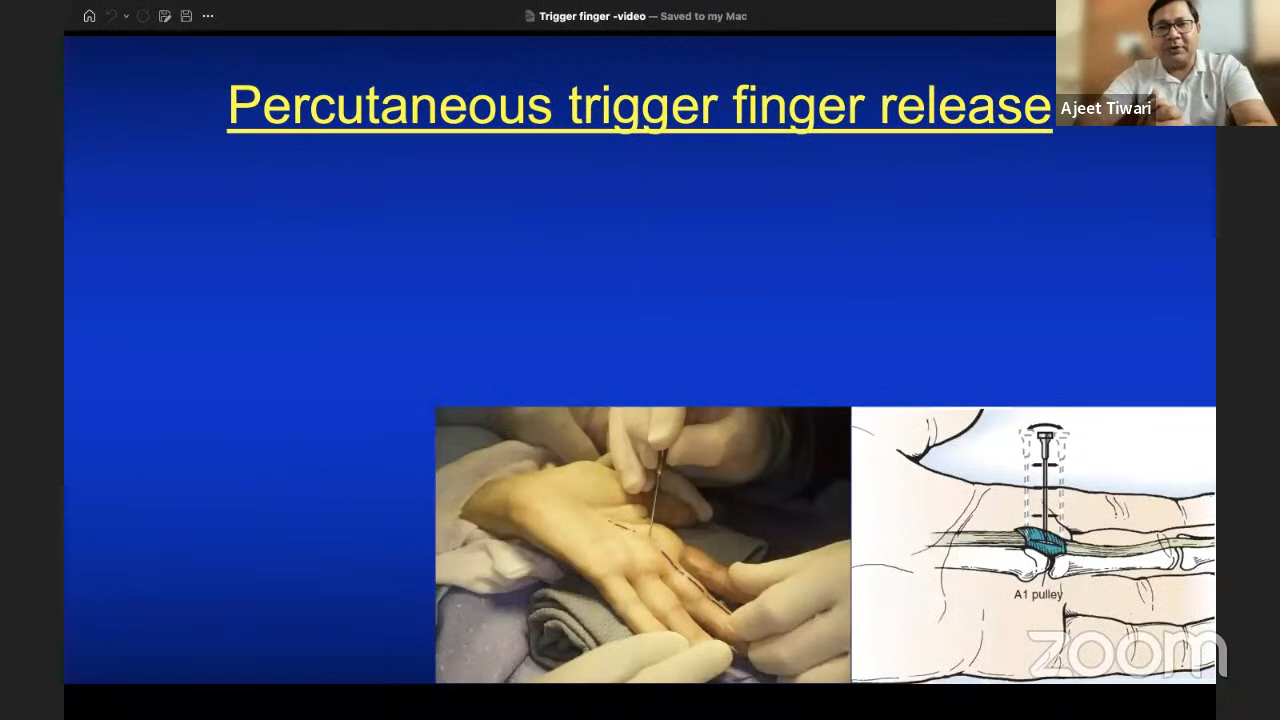 Trigger finger -video — Saved to my Mac
Percutaneous trigger finger release
Ajeet Tiwari
A1 pulley
zoom